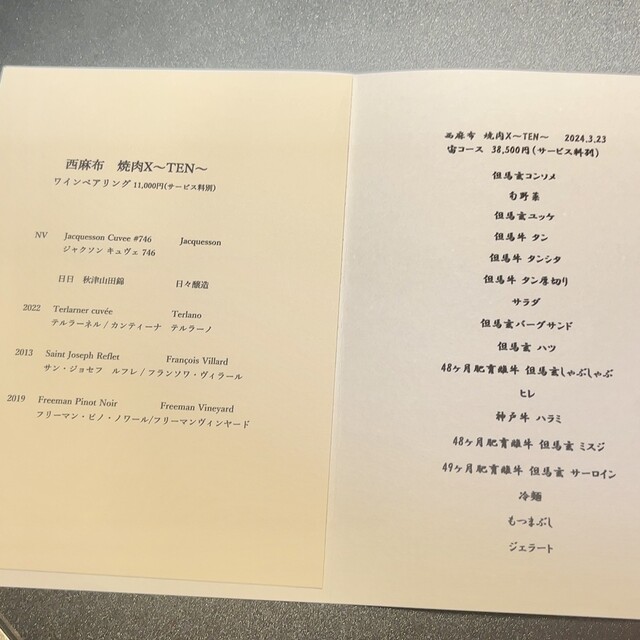 西麻布 焼肉X～TEN～
ワインペアリング 11,000円(サービス料別)
NV Jacquesson Cuvee #746 Jacquesson
ジャクソン キュヴェ 746
日日 秋津山田錦 日々醸造
2022 Terlarner cuvée Terlano
テルラーネル / カンティーナ テルラーノ
2013 Saint Joseph Reflet François Villard
サン・ジョセフ ルフレ / フランソワ・ヴィラール
2019 Freeman Pinot Noir Freeman Vineyard
フリーマン・ピノ・ノワール/フリーマンヴィンヤード
西麻布 焼肉X～TEN～ 2024.3.23
宙コース 38,500円(サービス料別)
但馬玄コンソメ
旬野菜
但馬玄ユッケ
但馬牛 タン
但馬牛 タンシタ
但馬牛 タン厚切り
サラダ
但馬玄バーグサンド
但馬玄 ハツ
48ヶ月肥育雌牛 但馬玄しゃぶしゃぶ
ヒレ
神戸牛 ハラミ
48ヶ月肥育雌牛 但馬玄 ミスジ
49ヶ月肥育雌牛 但馬玄 サーロイン
冷麺
もつまぶし
ジェラート